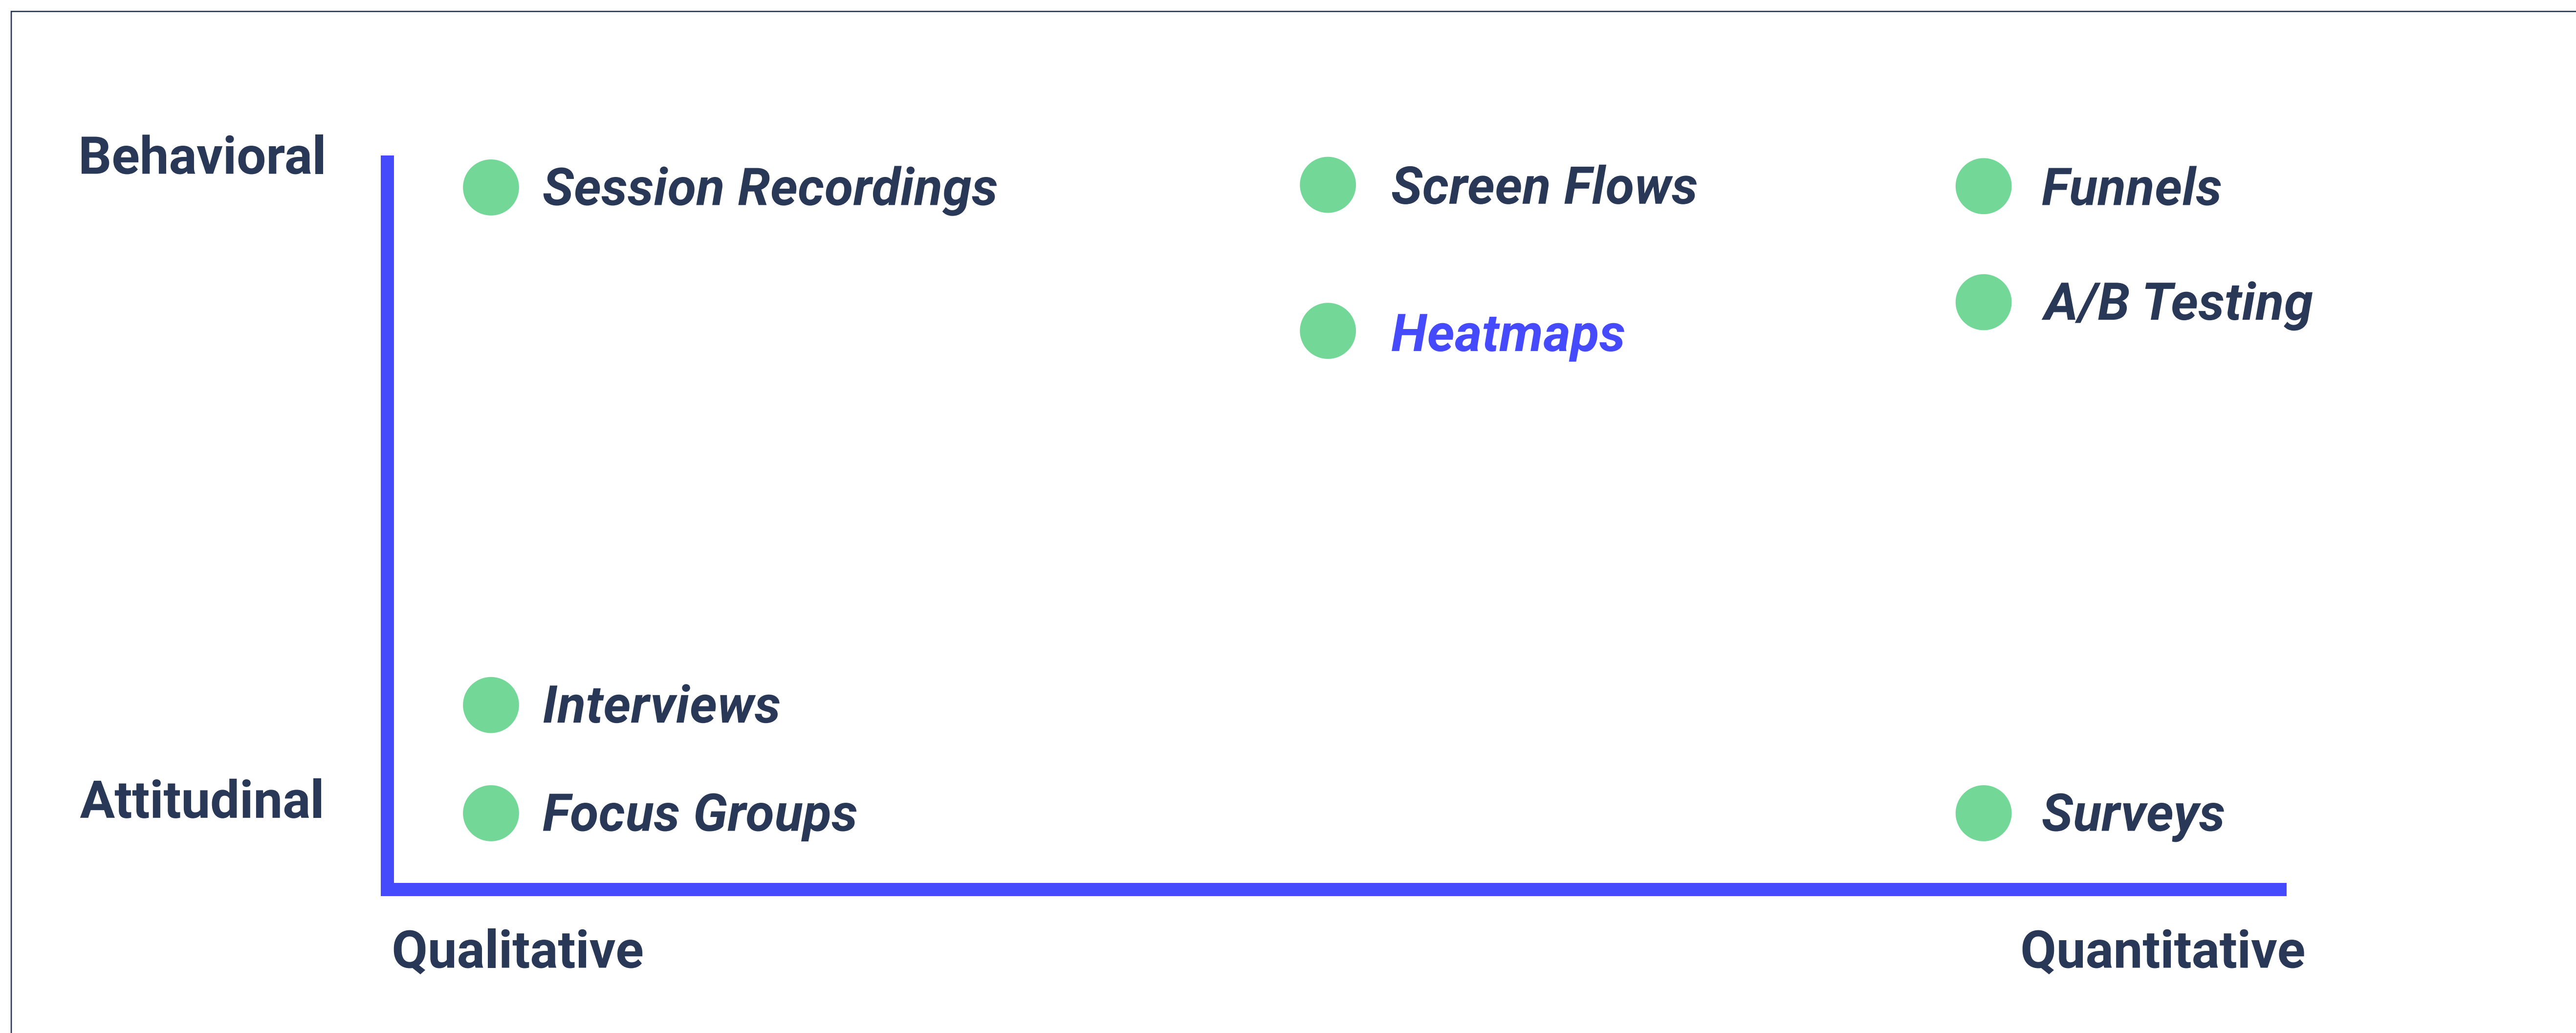 Behavioral
Session Recordings
Screen Flows
Funnels
A/B Testing
Heatmaps
Interviews
Attitudinal
Focus Groups
Surveys
Qualitative
Quantitative